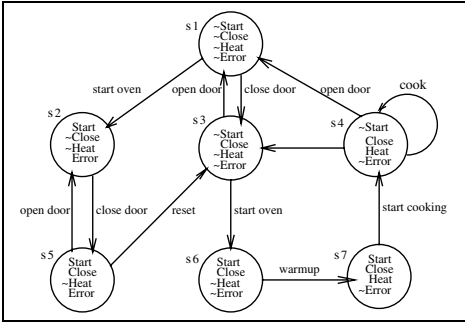 s 1
~Start
~Close
~Heat
~Error
start oven
open door
close door
open door
cook
s 2
Start
~Close
~Heat
Error
s 3
~Start
Close
~Heat
~Error
s 4
~Start
Close
Heat
~Error
open door
close door
reset
start oven
start cooking
s 5
Start
Close
~Heat
Error
s 6
Start
Close
~Heat
~Error
warmup
s 7
Start
Close
Heat
~Error